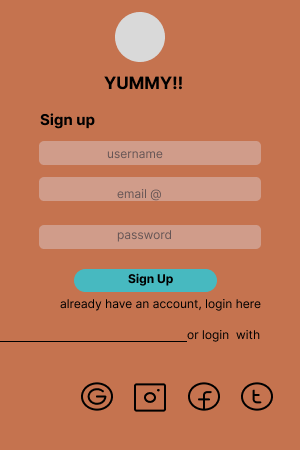 YUMMY!!
Sign up
username
email @
password
Sign Up
already have an account, login here
or login with
G
f
t